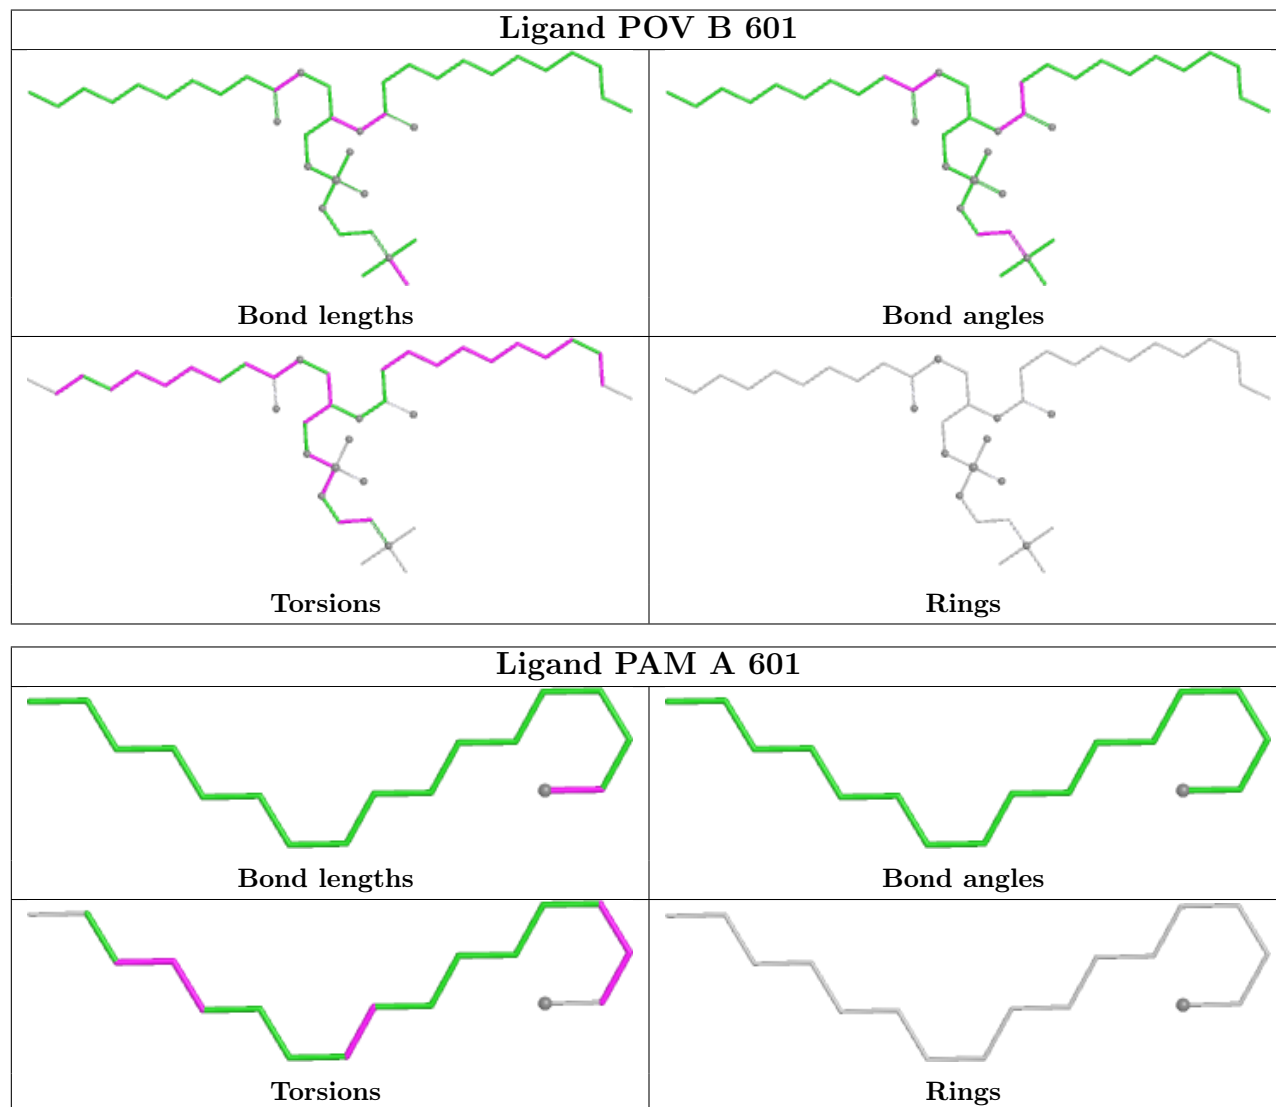 Ligand POV B 601
Bond lengths
Bond angles
Torsions
Rings
Ligand PAM A 601
Bond lengths
Bond angles
Torsions
Rings